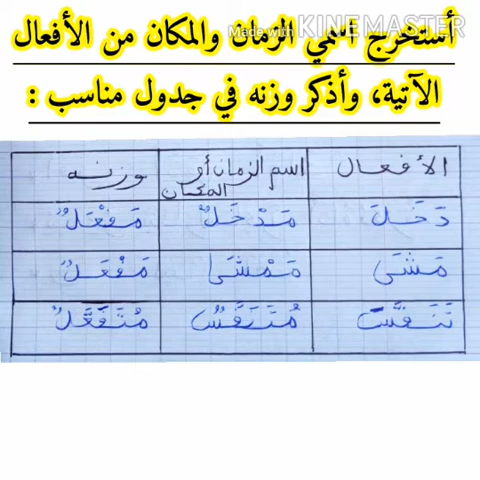 أستخرج اسمي الزمان والمكان من الأفعال
Made with KINEMASTER
الآتية، وأذكر وزنه في جدول مناسب :
الأفعال اسم الزمان أو المكان وزنه
دَخَلَ مَدْخَلٌ مَفْعَلٌ
مَشَى مَمْشَى مَفْعَلٌ
تَنَفَّسَ مُتَنَفَّسٌ مُتَفَعَّلٌ